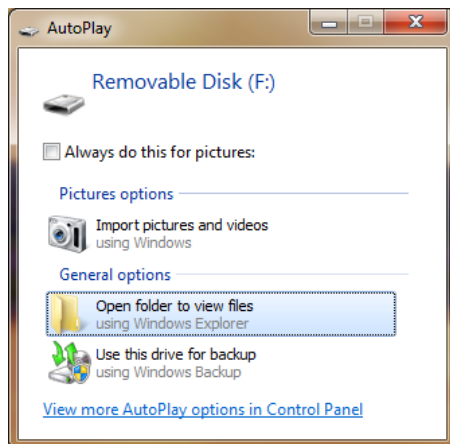 AutoPlay
Removable Disk (F:)
Always do this for pictures:
Pictures options
Import pictures and videos
using Windows
General options
Open folder to view files
using Windows Explorer
Use this drive for backup
using Windows Backup
View more AutoPlay options in Control Panel